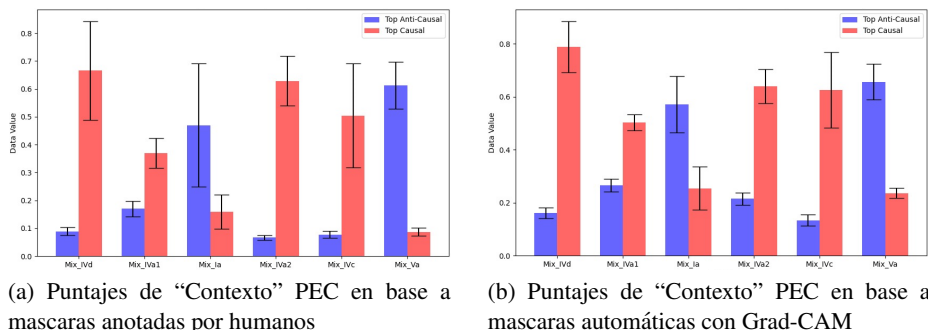 Top Anti-Causal
Top Causal
Data Value
0.8
0.7
0.6
0.5
0.4
0.3
0.2
0.1
0.0
Mix_IVd Mix_IVa1 Mix_Ia Mix_IVa2 Mix_IVc Mix_Va
(a) Puntajes de “Contexto” PEC en base a
mascaras anotadas por humanos
Top Anti-Causal
Top Causal
Data Value
0.8
0.6
0.4
0.2
0.0
Mix_IVd Mix_IVa1 Mix_Ia Mix_IVa2 Mix_IVc Mix_Va
(b) Puntajes de “Contexto” PEC en base a
mascaras automáticas con Grad-CAM